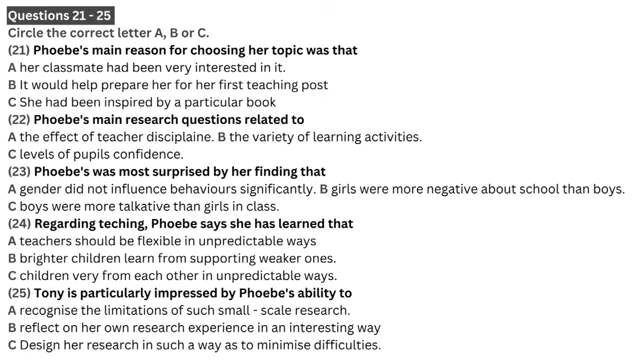 Questions 21 - 25
Circle the correct letter A, B or C.
(21) Phoebe's main reason for choosing her topic was that
A her classmate had been very interested in it.
B It would help prepare her for her first teaching post
C She had been inspired by a particular book
(22) Phoebe's main research questions related to
A the effect of teacher disciplaine. B the variety of learning activities.
C levels of pupils confidence.
(23) Phoebe's was most surprised by her finding that
A gender did not influence behaviours significantly. B girls were more negative about school than boys.
C boys were more talkative than girls in class.
(24) Regarding teching, Phoebe says she has learned that
A teachers should be flexible in unpredictable ways
B brighter children learn from supporting weaker ones.
C children very from each other in unpredictable ways.
(25) Tony is particularly impressed by Phoebe's ability to
A recognise the limitations of such small - scale research.
B reflect on her own research experience in an interesting way
C Design her research in such a way as to minimise difficulties.